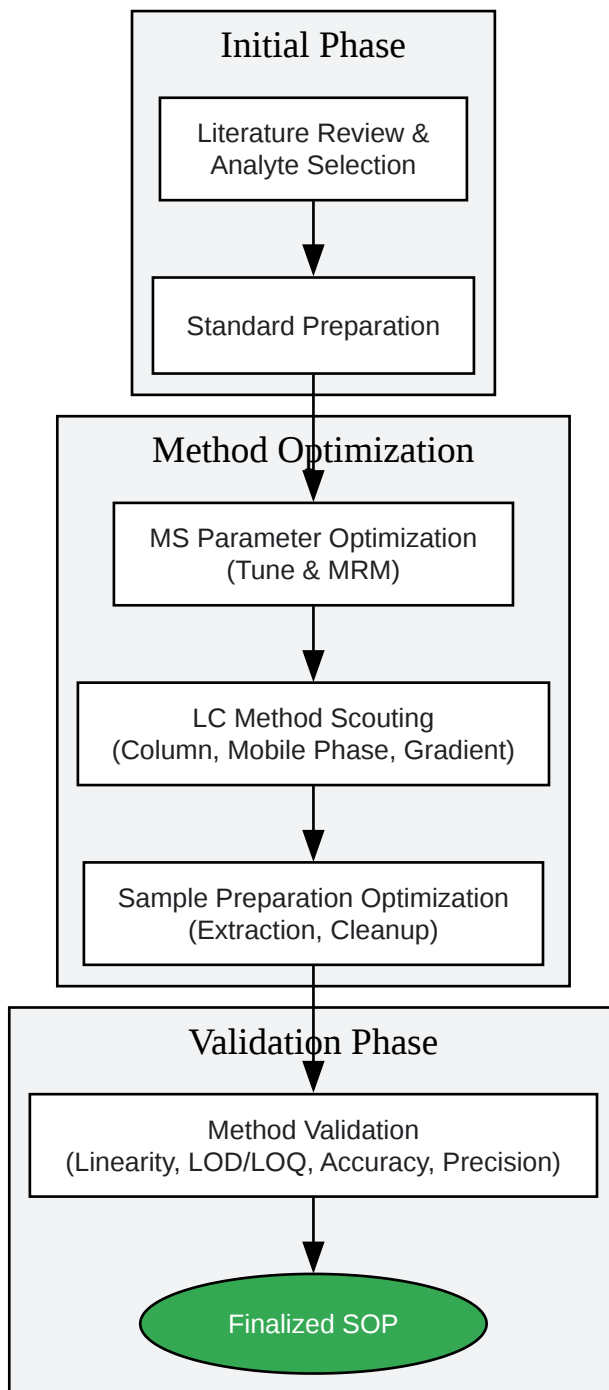 Initial Phase
Literature Review &
Analyte Selection
Standard Preparation
Method Optimization
MS Parameter Optimization
(Tune & MRM)
LC Method Scouting
(Column, Mobile Phase, Gradient)
Sample Preparation Optimization
(Extraction, Cleanup)
Validation Phase
Method Validation
(Linearity, LOD/LOQ, Accuracy, Precision)
Finalized SOP